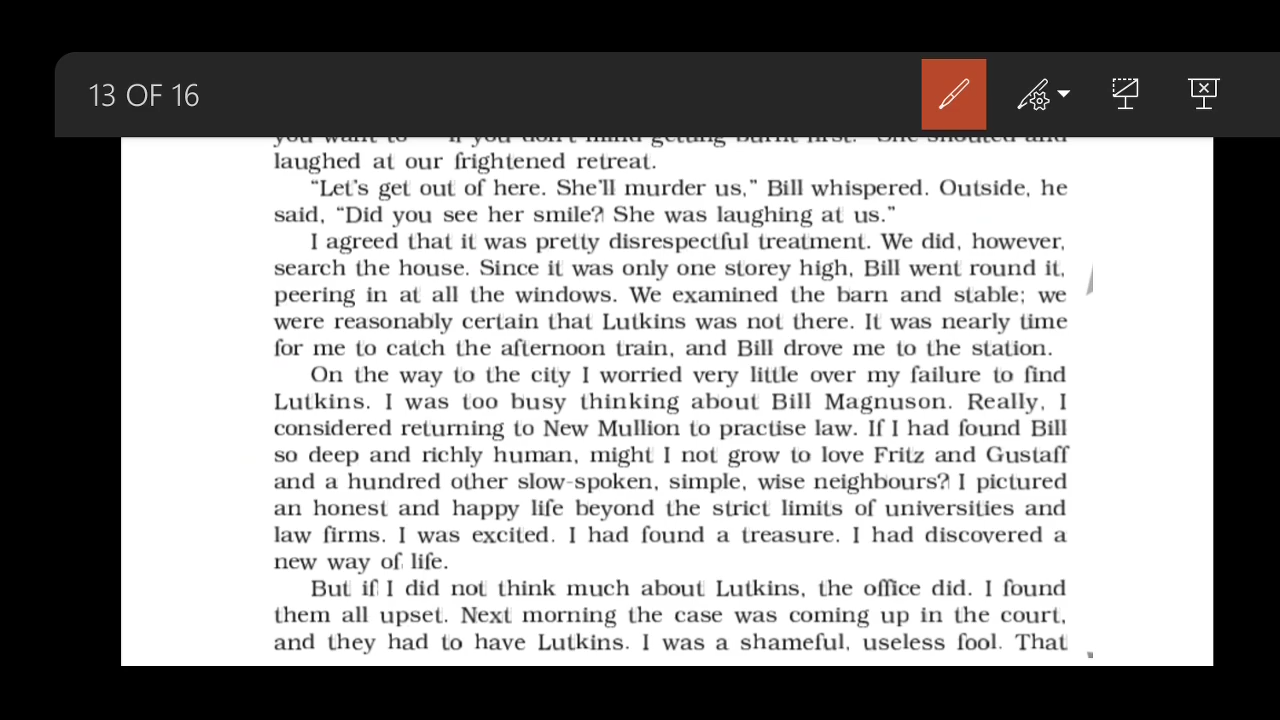 13 OF 16
laughed at our frightened retreat.
“Let’s get out of here. She’ll murder us,” Bill whispered. Outside, he
said, “Did you see her smile? She was laughing at us.”
I agreed that it was pretty disrespectful treatment. We did, however,
search the house. Since it was only one storey high, Bill went round it,
peering in at all the windows. We examined the barn and stable; we
were reasonably certain that Lutkins was not there. It was nearly time
for me to catch the afternoon train, and Bill drove me to the station.
On the way to the city I worried very little over my failure to find
Lutkins. I was too busy thinking about Bill Magnuson. Really, I
considered returning to New Mullion to practise law. If I had found Bill
so deep and richly human, might I not grow to love Fritz and Gustaff
and a hundred other slow-spoken, simple, wise neighbours? I pictured
an honest and happy life beyond the strict limits of universities and
law firms. I was excited. I had found a treasure. I had discovered a
new way of life.
But if I did not think much about Lutkins, the office did. I found
them all upset. Next morning the case was coming up in the court,
and they had to have Lutkins. I was a shameful, useless fool. That